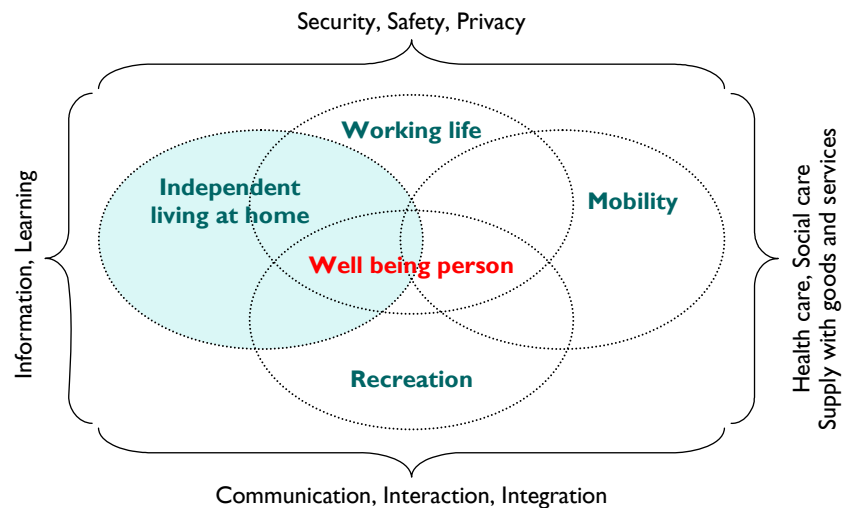 Security, Safety, Privacy
Working life
Independent
living at home
Mobility
Well being person
Recreation
Information, Learning
Health care, Social care
Supply with goods and services
Communication, Interaction, Integration